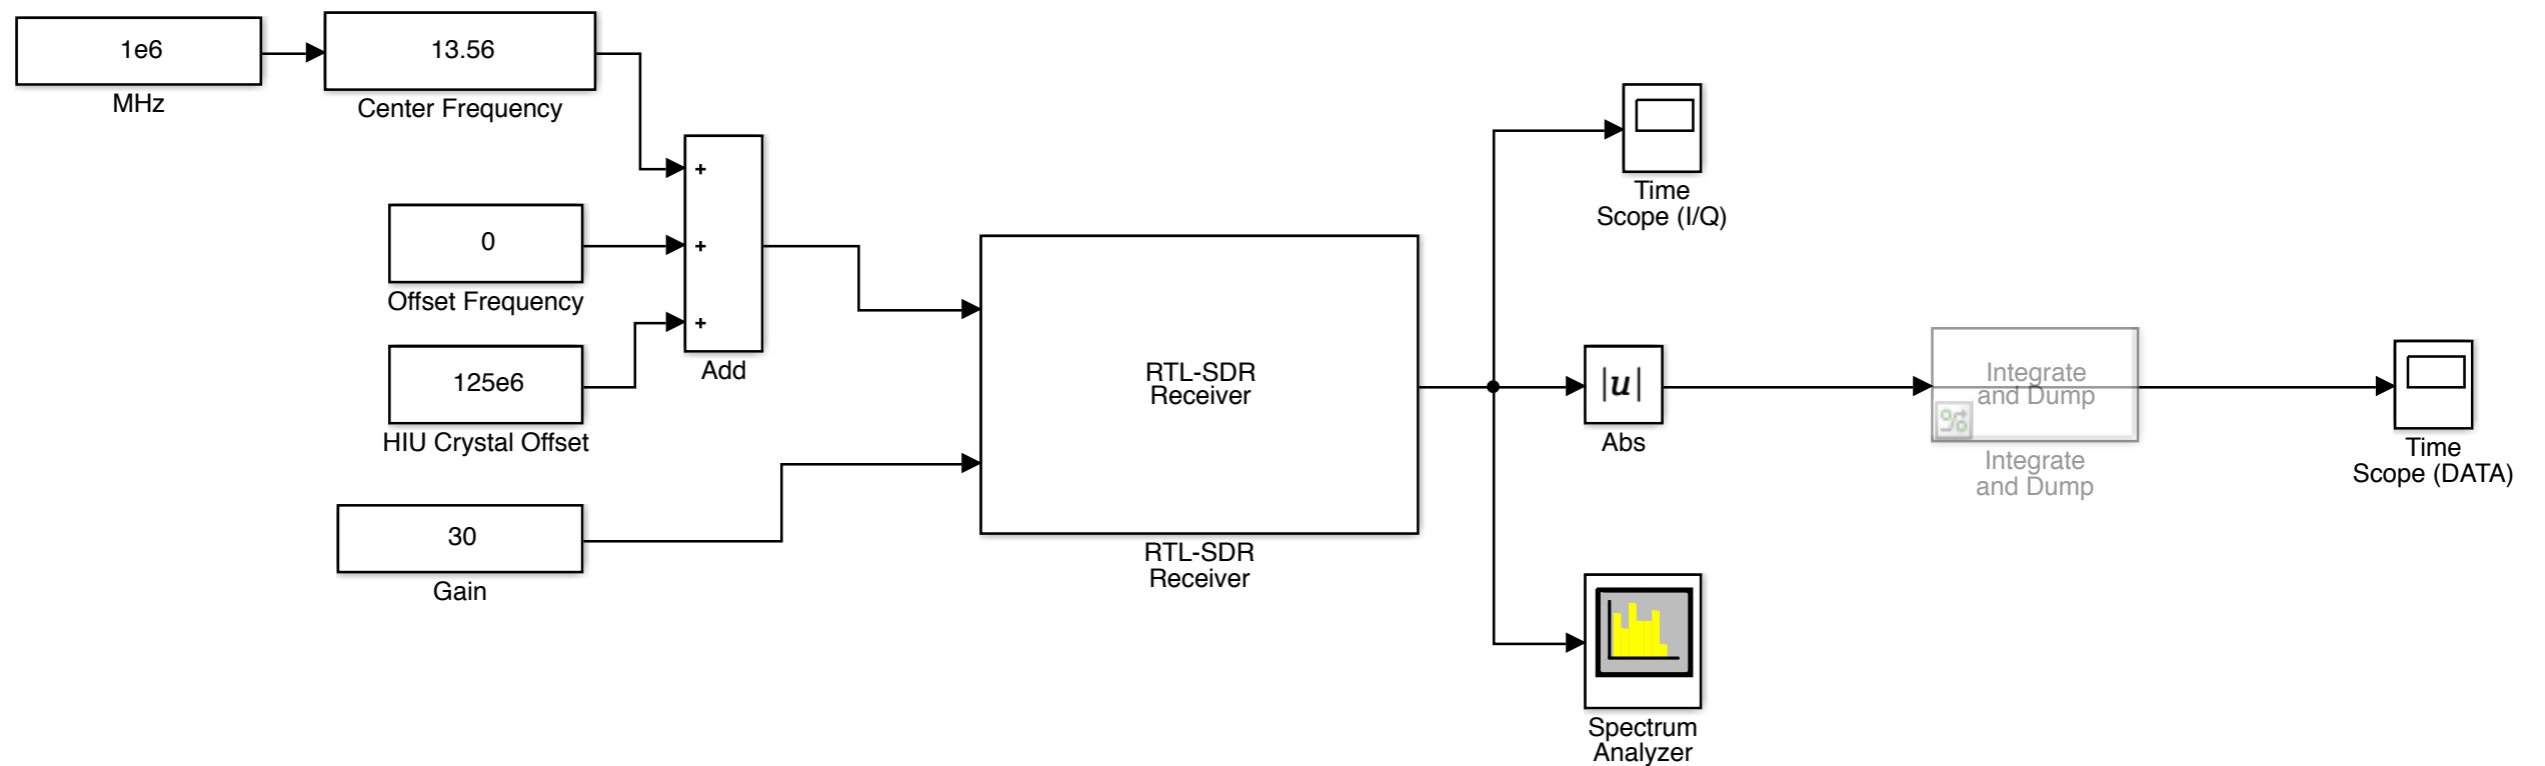 1e6
MHz
13.56
Center Frequency
+
0
Offset Frequency
+
125e6
HIU Crystal Offset
+
Add
30
Gain
RTL-SDR
Receiver
RTL-SDR
Receiver
Time
Scope (I/Q)
|u|
Abs
Integrate
and Dump
Integrate
and Dump
Time
Scope (DATA)
Spectrum
Analyzer